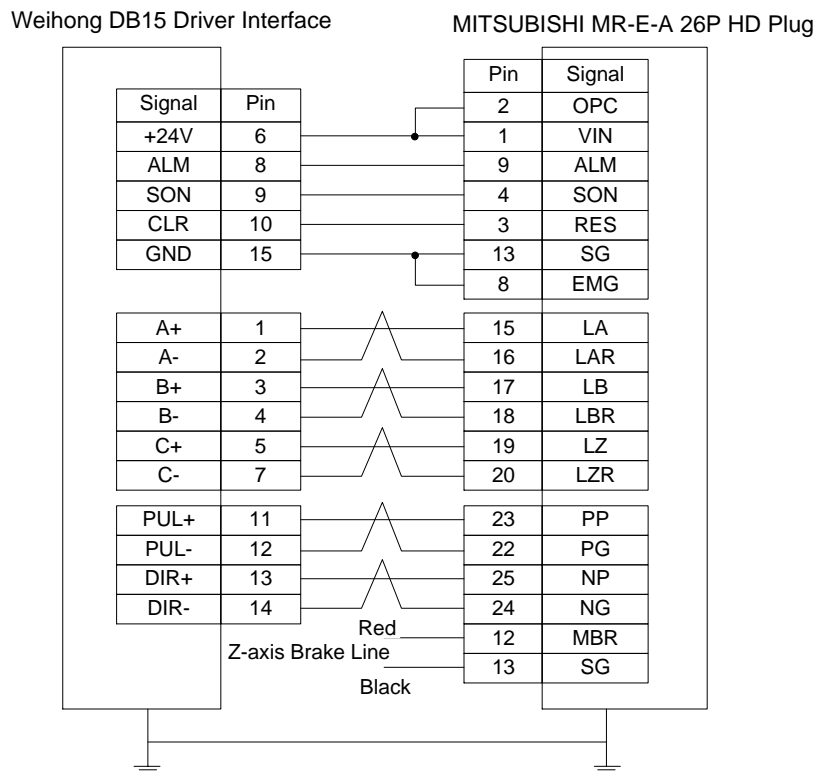 Weihong DB15 Driver Interface
MITSUBISHI MR-E-A 26P HD Plug
Pin Signal
Signal Pin 2 OPC
+24V 6 1 VIN
ALM 8 9 ALM
SON 9 4 SON
CLR 10 3 RES
GND 15 13 SG
8 EMG
A+ 1 15 LA
A- 2 16 LAR
B+ 3 17 LB
B- 4 18 LBR
C+ 5 19 LZ
C- 7 20 LZR
PUL+ 11 23 PP
PUL- 12 22 PG
DIR+ 13 25 NP
DIR- 14 24 NG
Red 12 MBR
Z-axis Brake Line
13 SG
Black